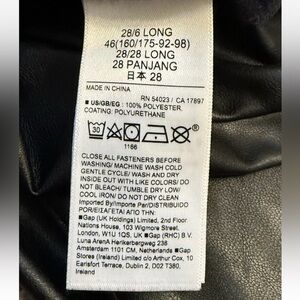 28/6 LONG
46(160/175-92-98)
28/28 LONG
28 PANJANG
日本 28
MADE IN CHINA
RN 54023 / CA 17897
■ US/GB/EG : 100% POLYESTER.
COATING: POLYURETHANE
30
1166
CLOSE ALL FASTENERS BEFORE
WASHING/ MACHINE WASH COLD
GENTLE CYCLE/ WASH AND DRY
INSIDE OUT WITH LIKE COLORS/ DO
NOT BLEACH/ TUMBLE DRY LOW/
COOL IRON/ DO NOT DRY CLEAN
Imported By/Importe Par/DISTRIBUIDO
POR/ΕΙΣΑΓΕΤΑΙ ΑΠΟ ΤΗΝ:
■Gap (UK Holdings) Limited, 2nd Floor
Nations House, 103 Wigmore Street,
London, W1U 1QS, UK■Gap (RHC) B.V.
Luna ArenA Herikerbergweg 238
Amsterdam 1101 CM, Netherlands ■Gap
Stores (Ireland) Limited c/o Arthur Cox, 10
Earlsfort Terrace, Dublin 2, D02 T380,
Ireland